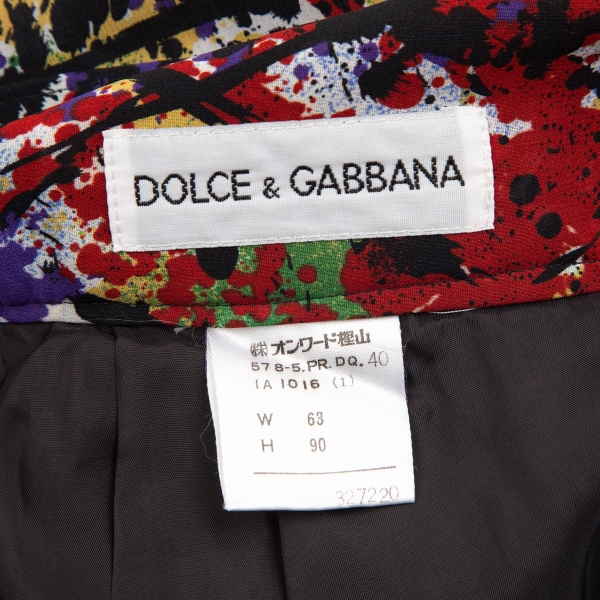 DOLCE & GABBANA
㈱オンワード樫山
578-5.PR.DQ. 40
IA 1016 (1)
W 63
H 90
327220